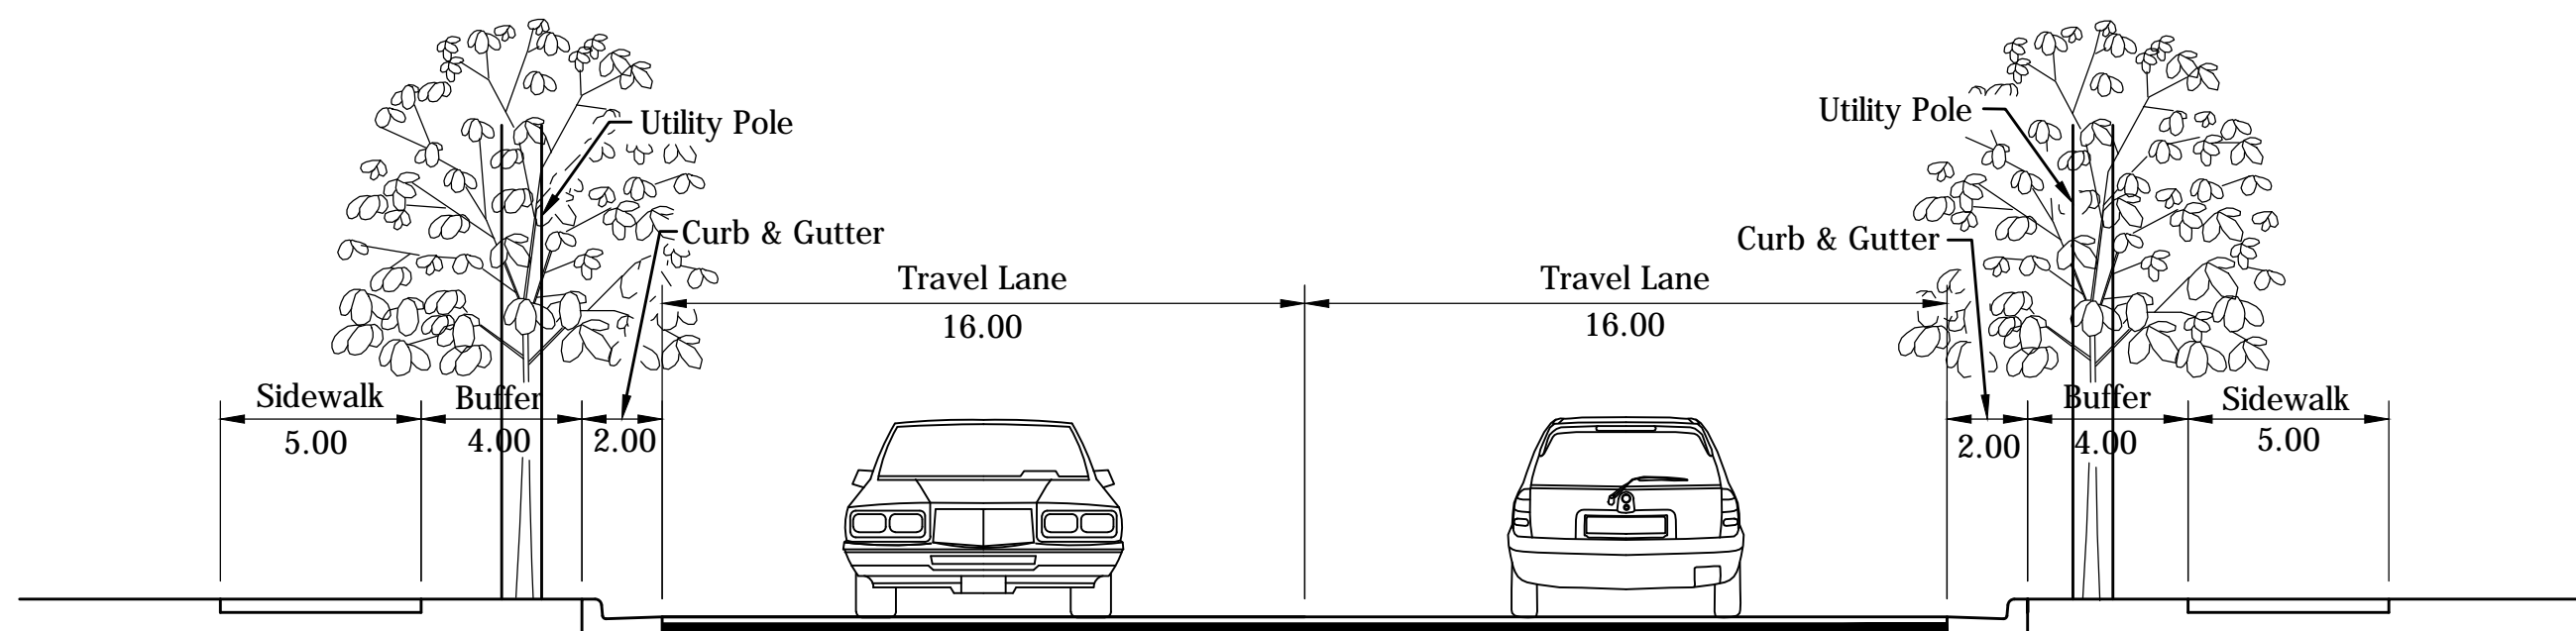 Utility Pole
Utility Pole
Curb & Gutter
Curb & Gutter
Travel Lane
Travel Lane
16.00
16.00
Sidewalk
Buffer
Buffer
Sidewalk
5.00
4.00
2.00
2.00
4.00
5.00